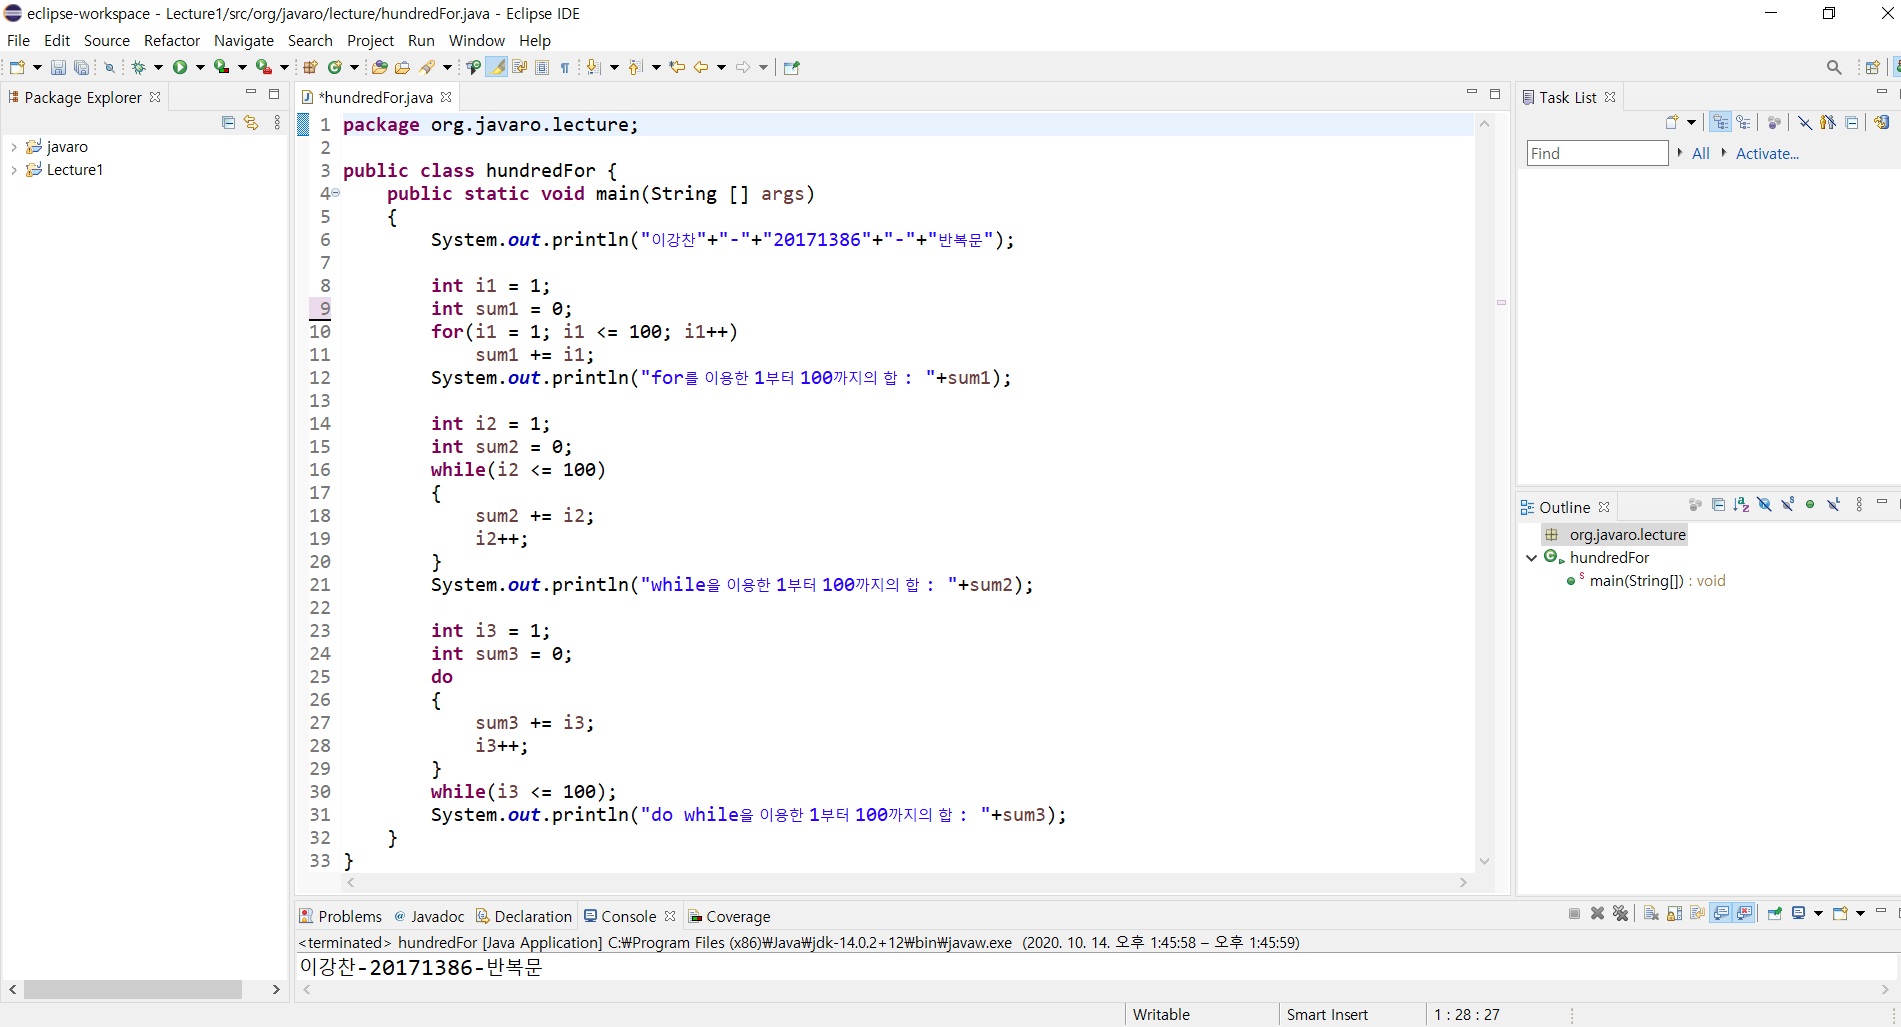 eclipse-workspace - Lecture1/src/org/javaro/lecture/hundredFor.java - Eclipse IDE
File Edit Source Refactor Navigate Search Project Run Window Help
Package Explorer
javaro
Lecture1
*hundredFor.java
1 package org.javaro.lecture;
2
3 public class hundredFor {
4     public static void main(String [] args)
5     {
6         System.out.println("이강찬"+"-"+"20171386"+"-"+"반복문");
7
8         int i1 = 1;
9         int sum1 = 0;
10         for(i1 = 1; i1 <= 100; i1++)
11             sum1 += i1;
12         System.out.println("for를 이용한 1부터 100까지의 합 : "+sum1);
13
14         int i2 = 1;
15         int sum2 = 0;
16         while(i2 <= 100)
17         {
18             sum2 += i2;
19             i2++;
20         }
21         System.out.println("while을 이용한 1부터 100까지의 합 : "+sum2);
22
23         int i3 = 1;
24         int sum3 = 0;
25         do
26         {
27             sum3 += i3;
28             i3++;
29         }
30         while(i3 <= 100);
31         System.out.println("do while을 이용한 1부터 100까지의 합 : "+sum3);
32     }
33 }
Task List
Find All Activate...
Outline
org.javaro.lecture
hundredFor
main(String[]) : void
Problems @ Javadoc Declaration Console Coverage
<terminated> hundredFor [Java Application] C:₩Program Files (x86)₩Java₩jdk-14.0.2+12₩bin₩javaw.exe (2020. 10. 14. 오후 1:45:58 – 오후 1:45:59)
이강찬-20171386-반복문
Writable Smart Insert 1 : 28 : 27